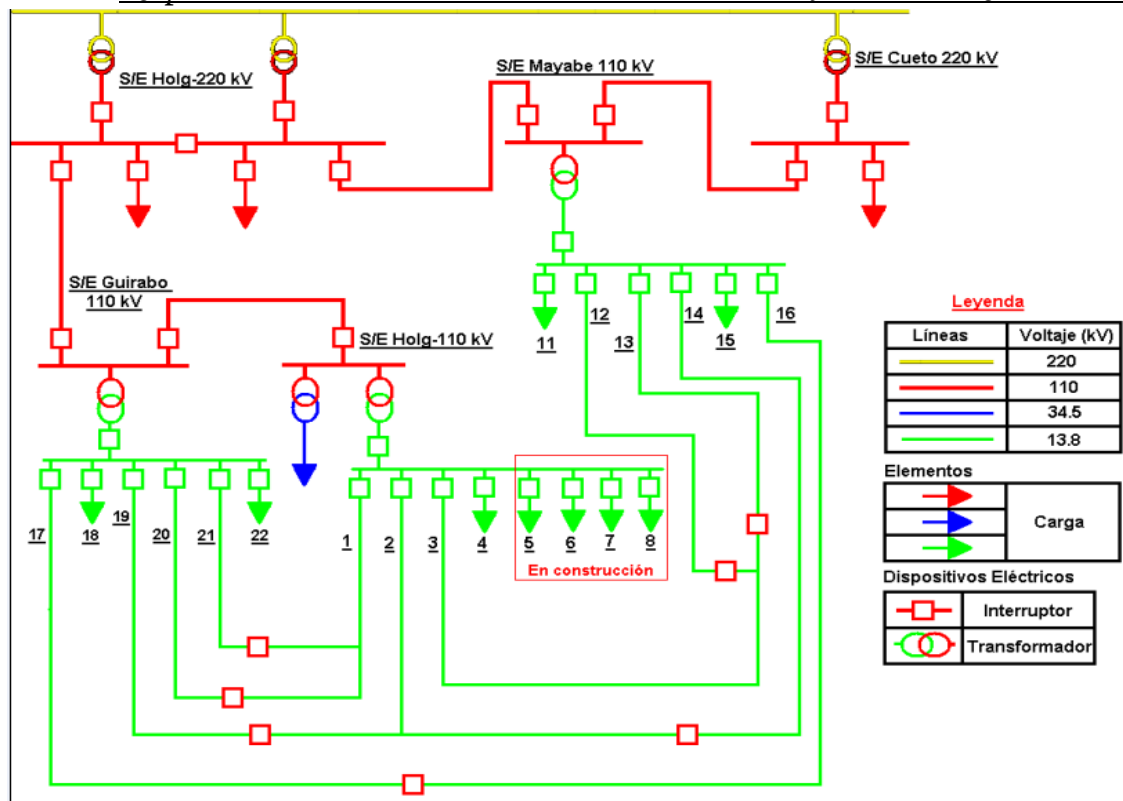 S/E Holg-220 kV
S/E Mayabe 110 kV
S/E Cueto 220 kV
S/E Guirabo
110 kV
S/E Holg-110 kV
11
12
13
14
15
16
17
18
19
20
21
22
1
2
3
4
5
6
7
8
En construcción
Leyenda
Líneas Voltaje (kV)
220
110
34.5
13.8
Elementos
Carga
Dispositivos Eléctricos
Interruptor
Transformador